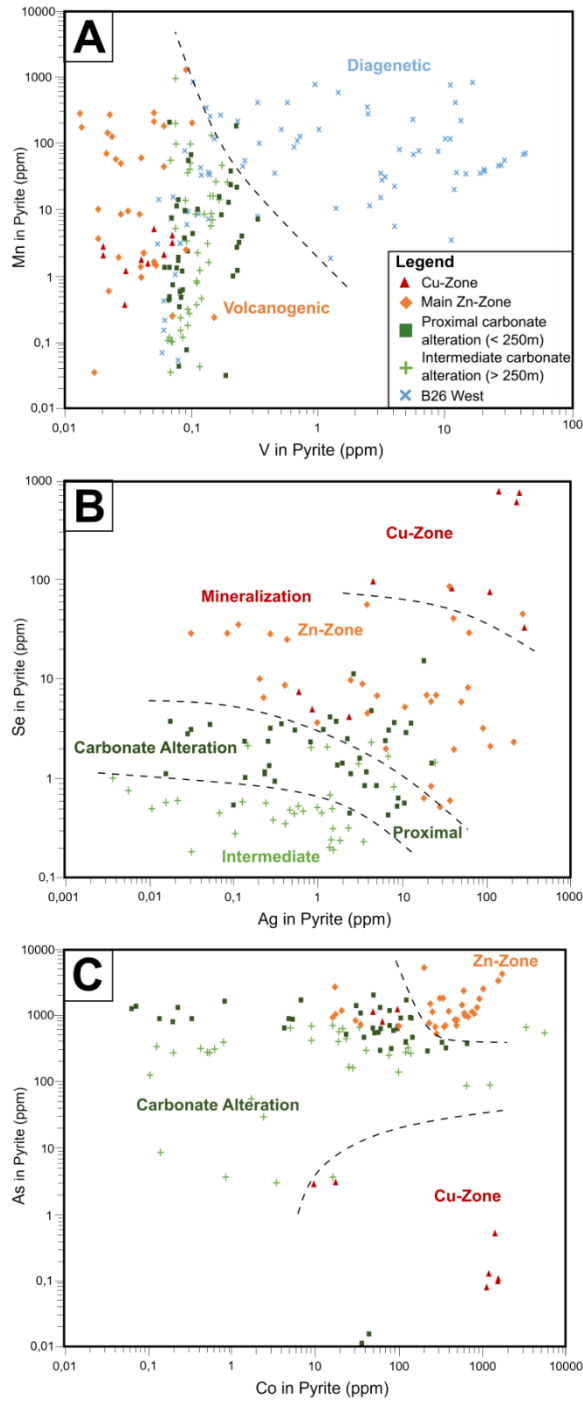 A
Mn in Pyrite (ppm)
10000
1000
100
10
1
0,1
0,01
Diagenetic
Volcanogenic
Legend
Cu-Zone
Main Zn-Zone
Proximal carbonate
alteration (< 250m)
Intermediate carbonate
alteration (> 250m)
B26 West
0,01 0,1 1 10 100
V in Pyrite (ppm)
B
Se in Pyrite (ppm)
1000
100
10
1
0,1
Cu-Zone
Mineralization
Zn-Zone
Carbonate Alteration
Proximal
Intermediate
0,001 0,01 0,1 1 10 100 1000
Ag in Pyrite (ppm)
C
As in Pyrite (ppm)
10000
1000
100
10
1
0,1
0,01
Zn-Zone
Carbonate Alteration
Cu-Zone
0,01 0,1 1 10 100 1000 10000
Co in Pyrite (ppm)